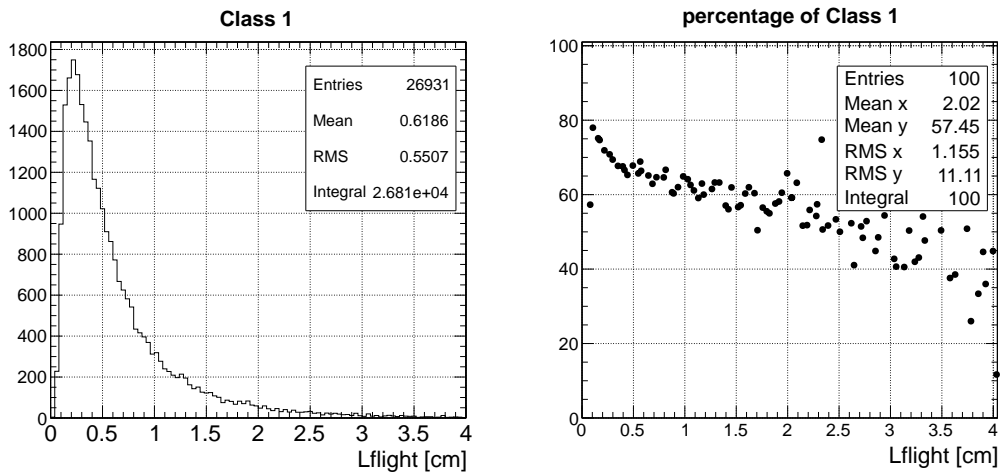 Class 1
1800
1600
1400
1200
1000
800
600
400
200
0
0 0.5 1 1.5 2 2.5 3 3.5 4
Lflight [cm]
Entries 26931
Mean 0.6186
RMS 0.5507
Integral 2.681e+04
percentage of Class 1
100
80
60
40
20
0
0 0.5 1 1.5 2 2.5 3 3.5 4
Lflight [cm]
Entries 100
Mean x 2.02
Mean y 57.45
RMS x 1.155
RMS y 11.11
Integral 100